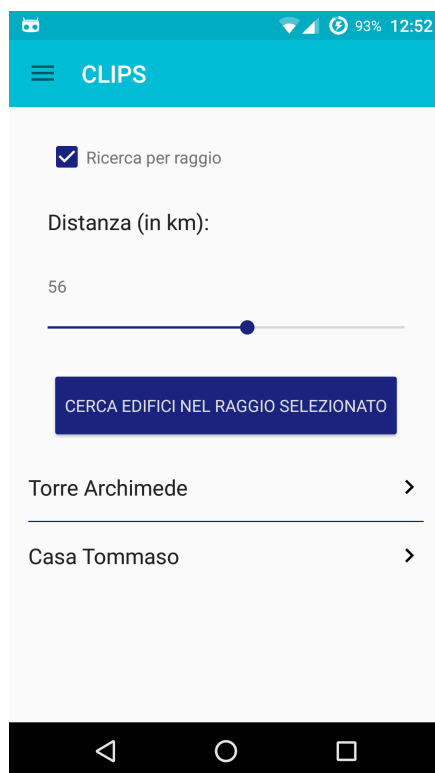 93% 12:52
CLIPS
Ricerca per raggio
Distanza (in km):
56
CERCA EDIFICI NEL RAGGIO SELEZIONATO
Torre Archimede
Casa Tommaso